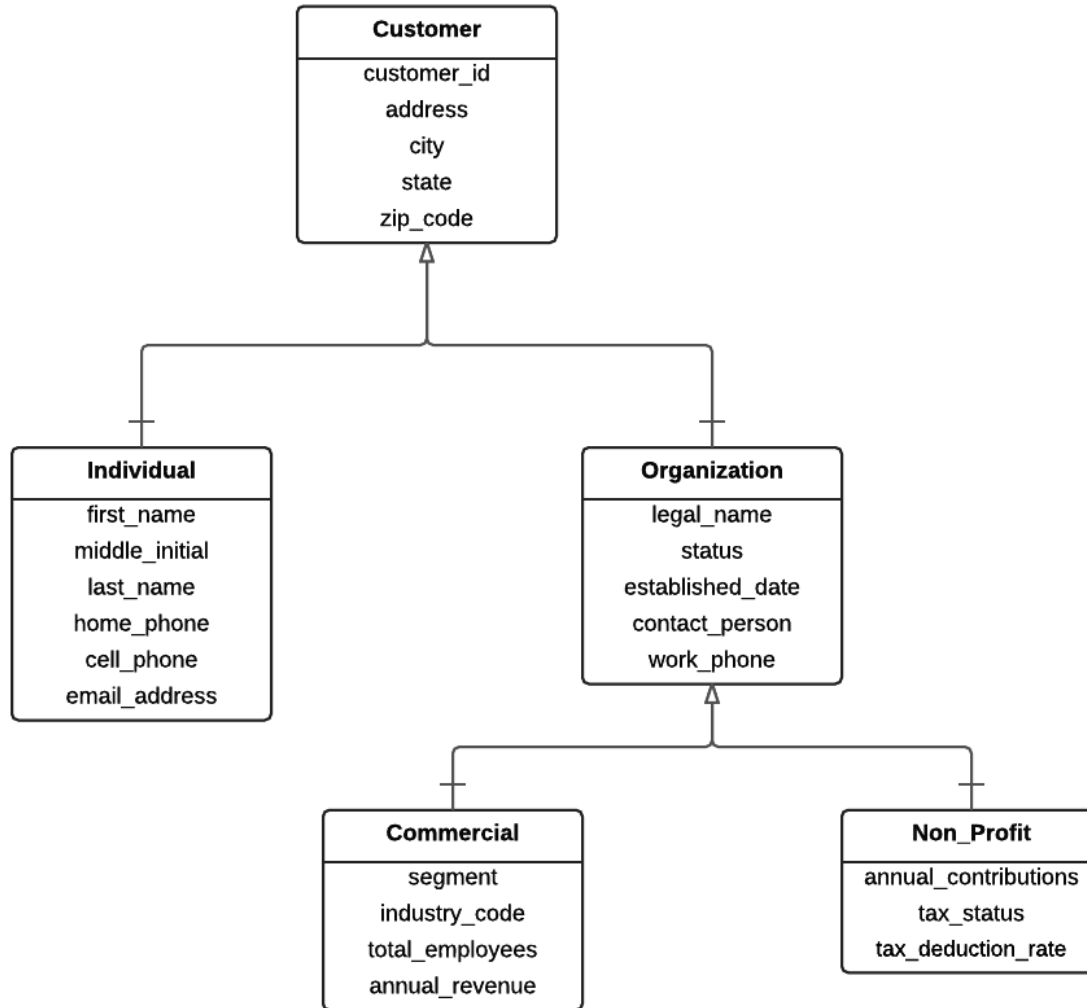 Customer
customer_id
address
city
state
zip_code
Individual
first_name
middle_initial
last_name
home_phone
cell_phone
email_address
Organization
legal_name
status
established_date
contact_person
work_phone
Commercial
segment
industry_code
total_employees
annual_revenue
Non_Profit
annual_contributions
tax_status
tax_deduction_rate